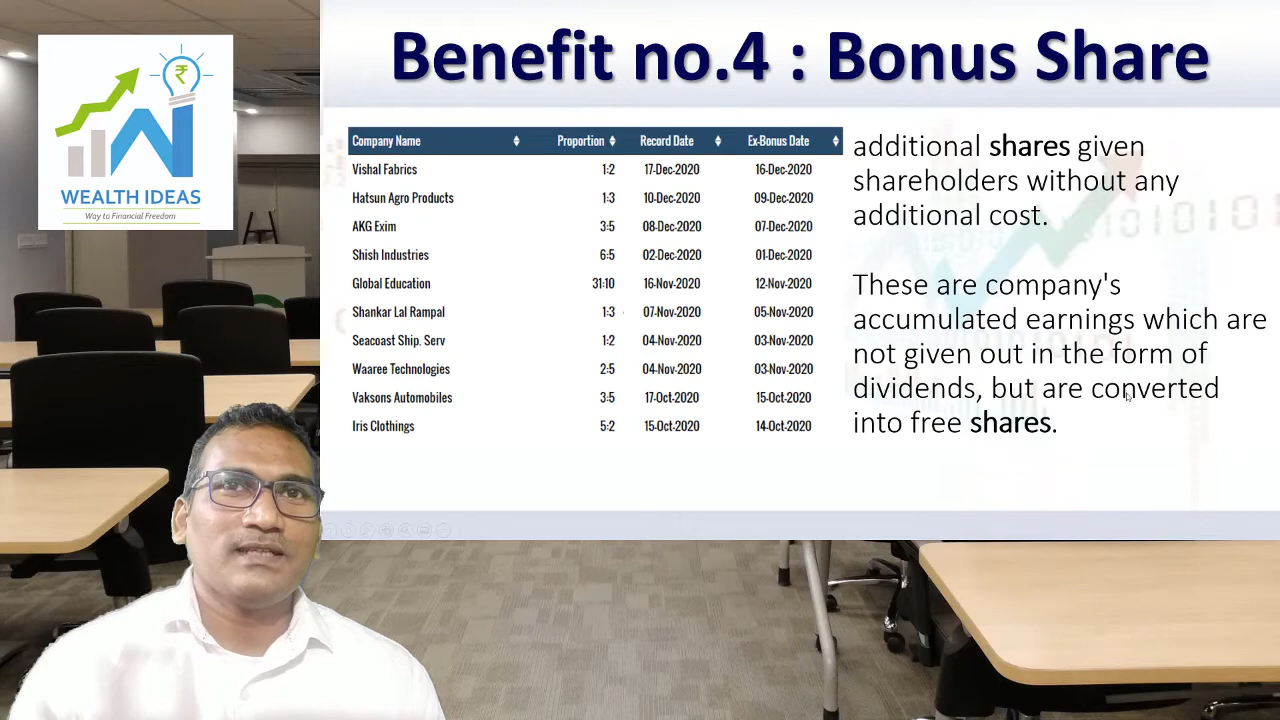 ₹
WEALTH IDEAS
Way to Financial Freedom
Benefit no.4 : Bonus Share
Company Name Proportion Record Date Ex-Bonus Date
Vishal Fabrics 1:2 17-Dec-2020 16-Dec-2020
Hatsun Agro Products 1:3 10-Dec-2020 09-Dec-2020
AKG Exim 3:5 08-Dec-2020 07-Dec-2020
Shish Industries 6:5 02-Dec-2020 01-Dec-2020
Global Education 31:10 16-Nov-2020 12-Nov-2020
Shankar Lal Rampal 1:3 07-Nov-2020 05-Nov-2020
Seacoast Ship. Serv 1:2 04-Nov-2020 03-Nov-2020
Waaree Technologies 2:5 04-Nov-2020 03-Nov-2020
Vaksons Automobiles 3:5 17-Oct-2020 15-Oct-2020
Iris Clothings 5:2 15-Oct-2020 14-Oct-2020
additional shares given
shareholders without any
additional cost.
These are company's
accumulated earnings which are
not given out in the form of
dividends, but are converted
into free shares.